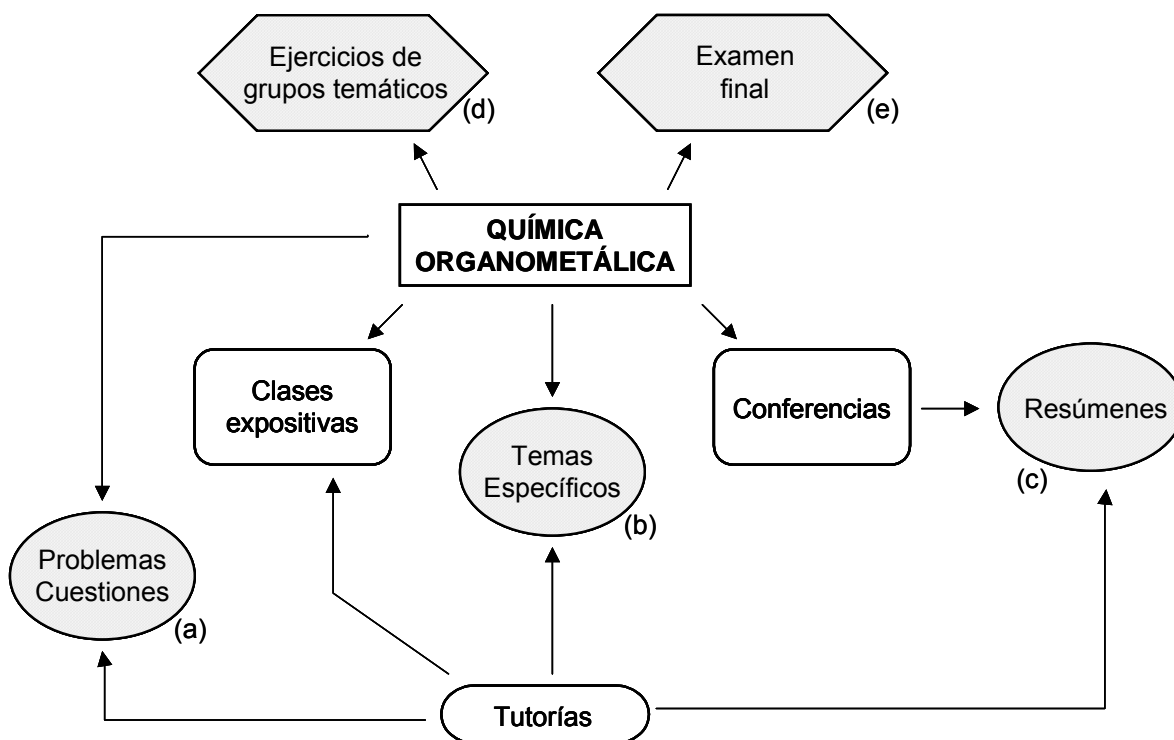 Ejercicios de
grupos temáticos
(d)
Examen
final
(e)
QUÍMICA
ORGANOMETÁLICA
Clases
expositivas
Temas
Específicos
(b)
Conferencias
Resúmenes
(c)
Problemas
Cuestiones
(a)
Tutorías